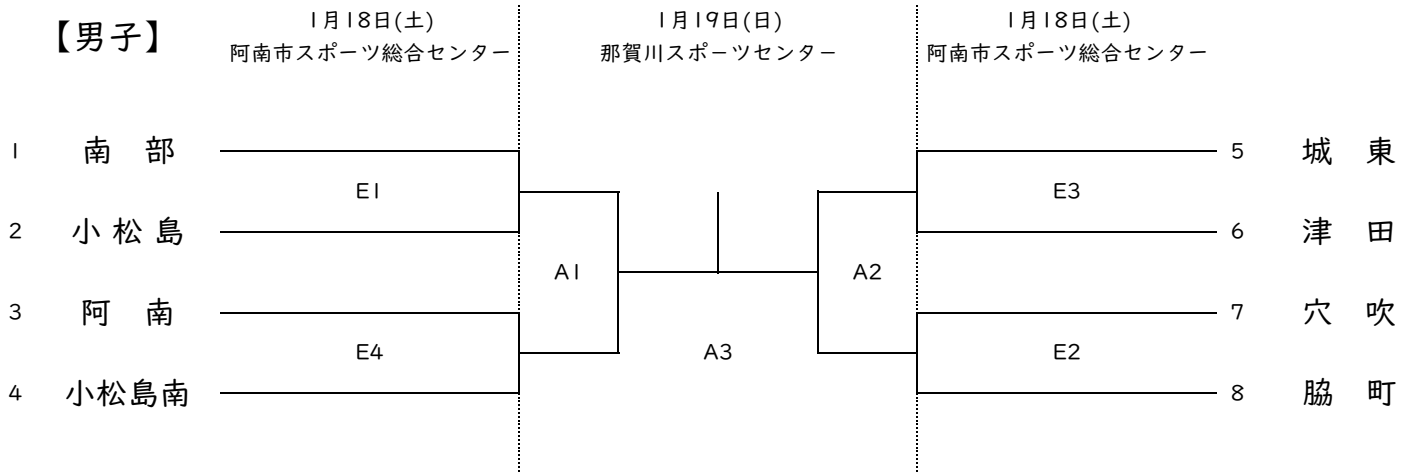 【男子】
1月18日(土)
阿南市スポーツ総合センター
1月19日(日)
那賀川スポーツセンター
1月18日(土)
阿南市スポーツ総合センター
1 南 部
5 城 東
E1
E3
2 小 松 島
6 津 田
A1
A2
3 阿 南
7 穴 吹
E4
A3
E2
4 小松島南
8 脇 町